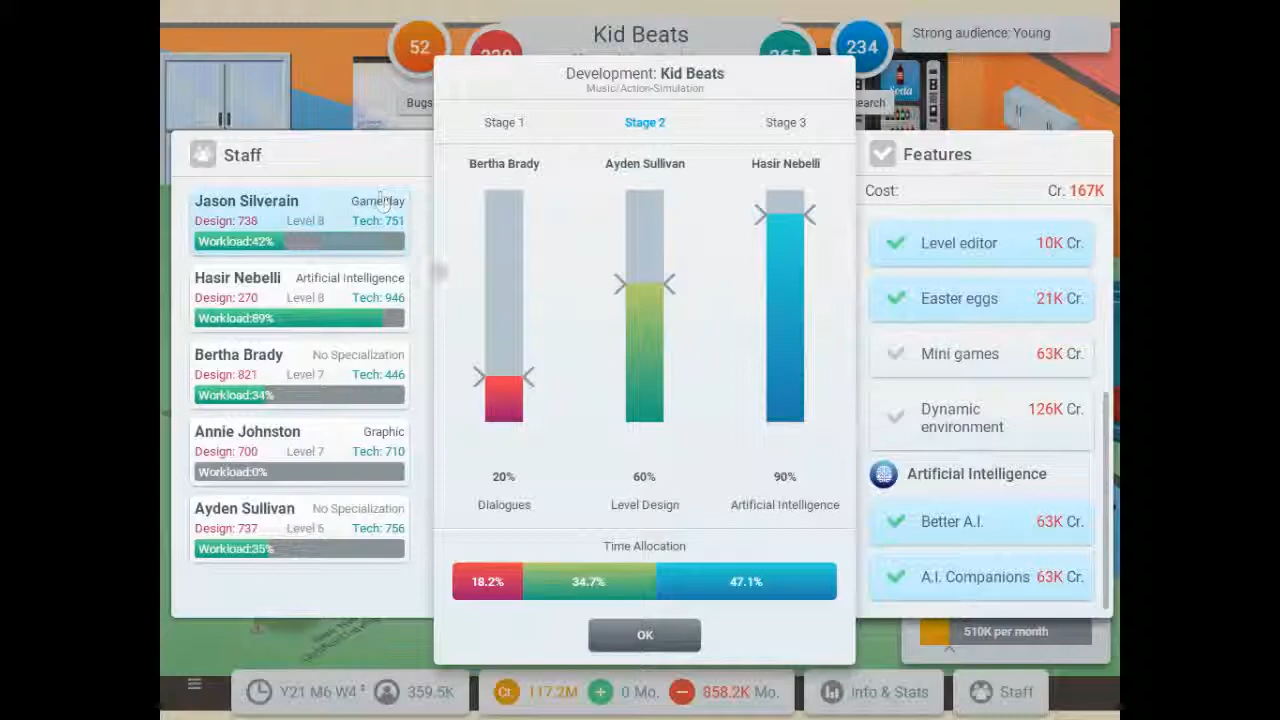 52
Kid Beats
234
Strong audience: Young
Soda
Bugs
Development: Kid Beats
Music/Action-Simulation
Stage 1
Stage 2
Stage 3
Staff
Features
Bertha Brady
Ayden Sullivan
Hasir Nebelli
Cost:
Cr. 167K
Jason Silverain
Gameplay
Design: 738
Level 8
Tech: 751
Workload:42%
Level editor
10K Cr.
Hasir Nebelli
Artificial Intelligence
Design: 270
Level 8
Tech: 946
Workload:89%
Easter eggs
21K Cr.
Bertha Brady
No Specialization
Design: 821
Level 7
Tech: 446
Workload:34%
Mini games
63K Cr.
Annie Johnston
Graphic
Design: 700
Level 7
Tech: 710
Workload:0%
Dynamic
environment
126K Cr.
Ayden Sullivan
No Specialization
Design: 737
Level 6
Tech: 756
Workload:35%
20%
60%
90%
Dialogues
Level Design
Artificial Intelligence
Artificial Intelligence
Better A.I.
63K Cr.
A.I. Companions
63K Cr.
Time Allocation
18.2%
34.7%
47.1%
OK
510K per month
Y21 M6 W4
359.5K
Cr.
117.2M
0 Mo.
858.2K Mo.
Info & Stats
Staff